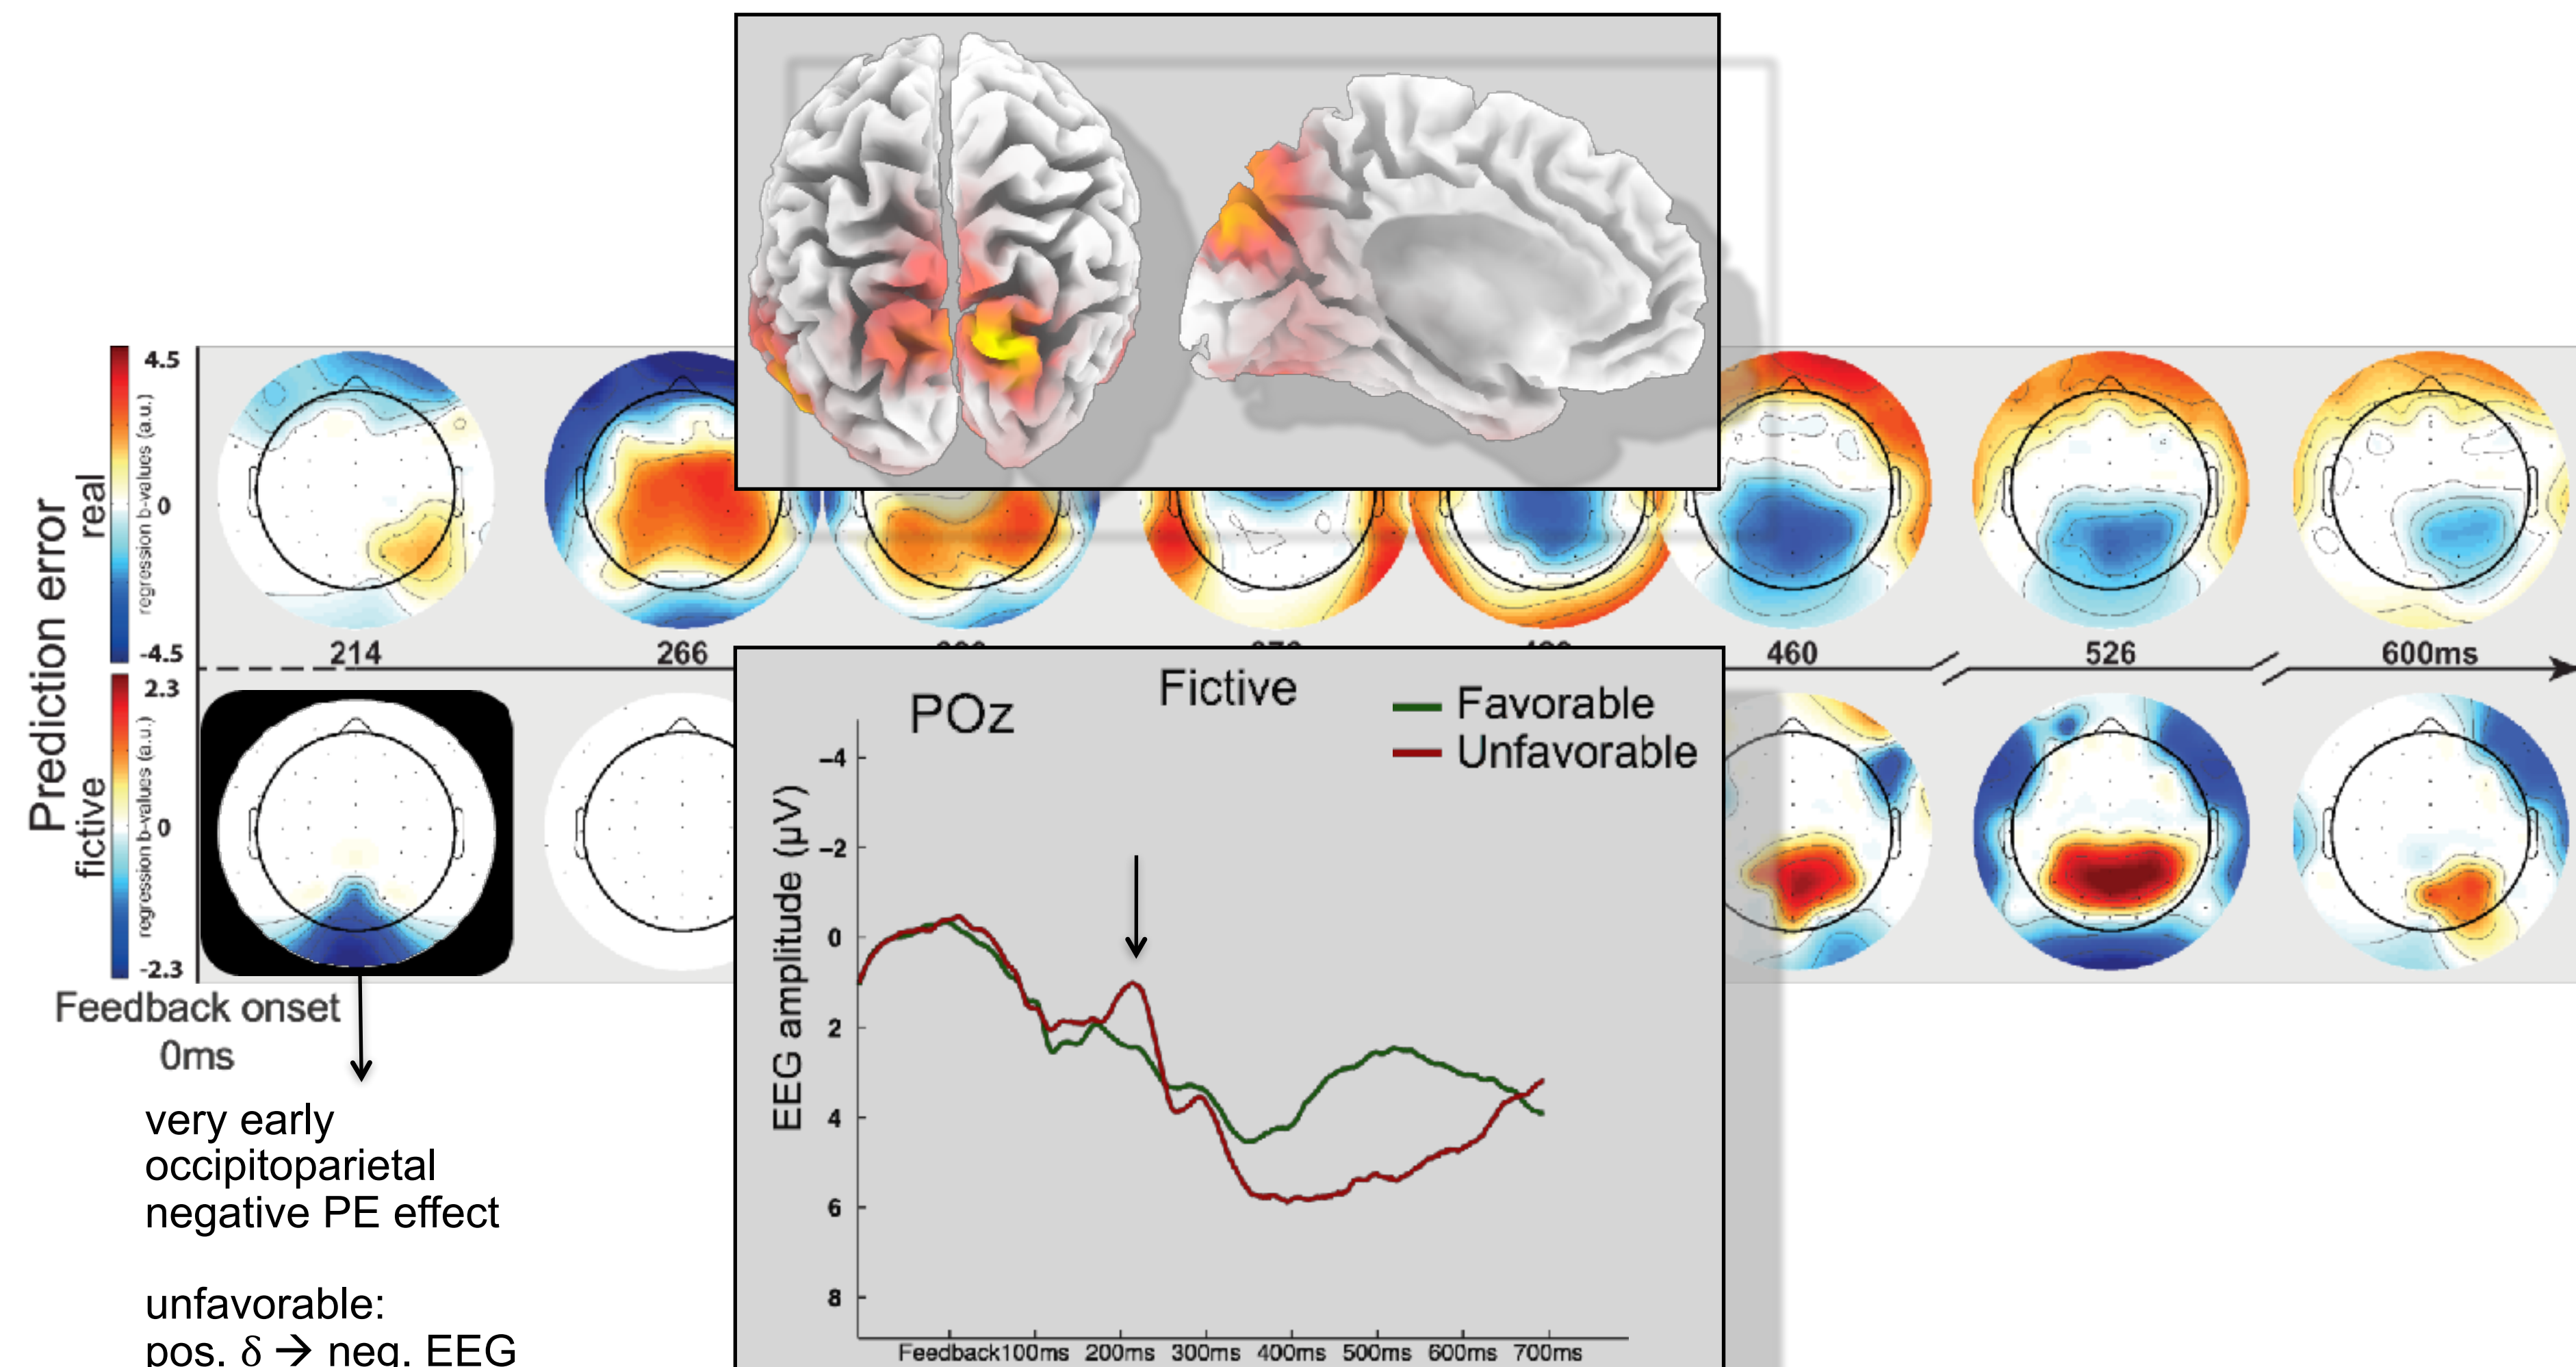 Prediction error
real
fictive
4.5
0
-4.5
regression b-values (a.u.)
2.3
0
-2.3
regression b-values (a.u.)
214
266
460
526
600ms
Feedback onset
0ms
very early
occipitoparietal
negative PE effect
unfavorable:
pos. δ → neg. EEG
POz
Fictive
Favorable
Unfavorable
EEG amplitude (μV)
−4
−2
0
2
4
6
8
Feedback 100ms 200ms 300ms 400ms 500ms 600ms 700ms